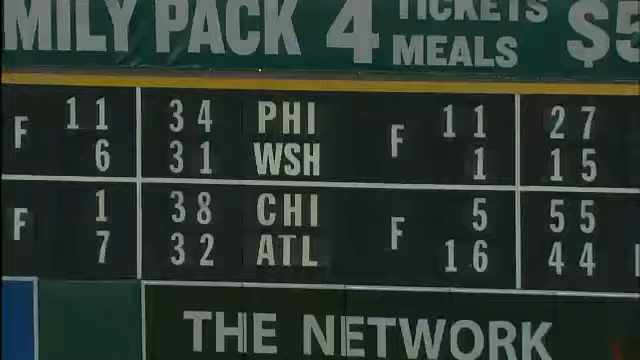 MILY PACK 4 TICKETS MEALS $5
F 11 34 PHI F 11 27
6 31 WSH 1 15
F 1 38 CHI F 5 55
7 32 ATL 16 44
THE NETWORK